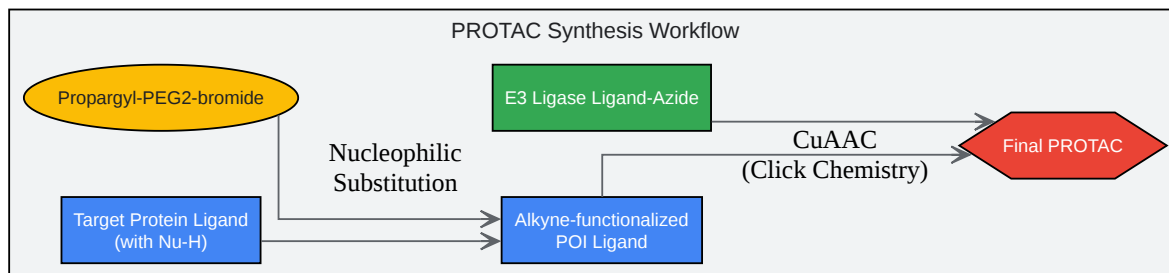 PROTAC Synthesis Workflow
Propargyl-PEG2-bromide
E3 Ligase Ligand-Azide
Nucleophilic
Substitution
CuAAC
(Click Chemistry)
Final PROTAC
Target Protein Ligand
(with Nu-H)
Alkyne-functionalized
POI Ligand